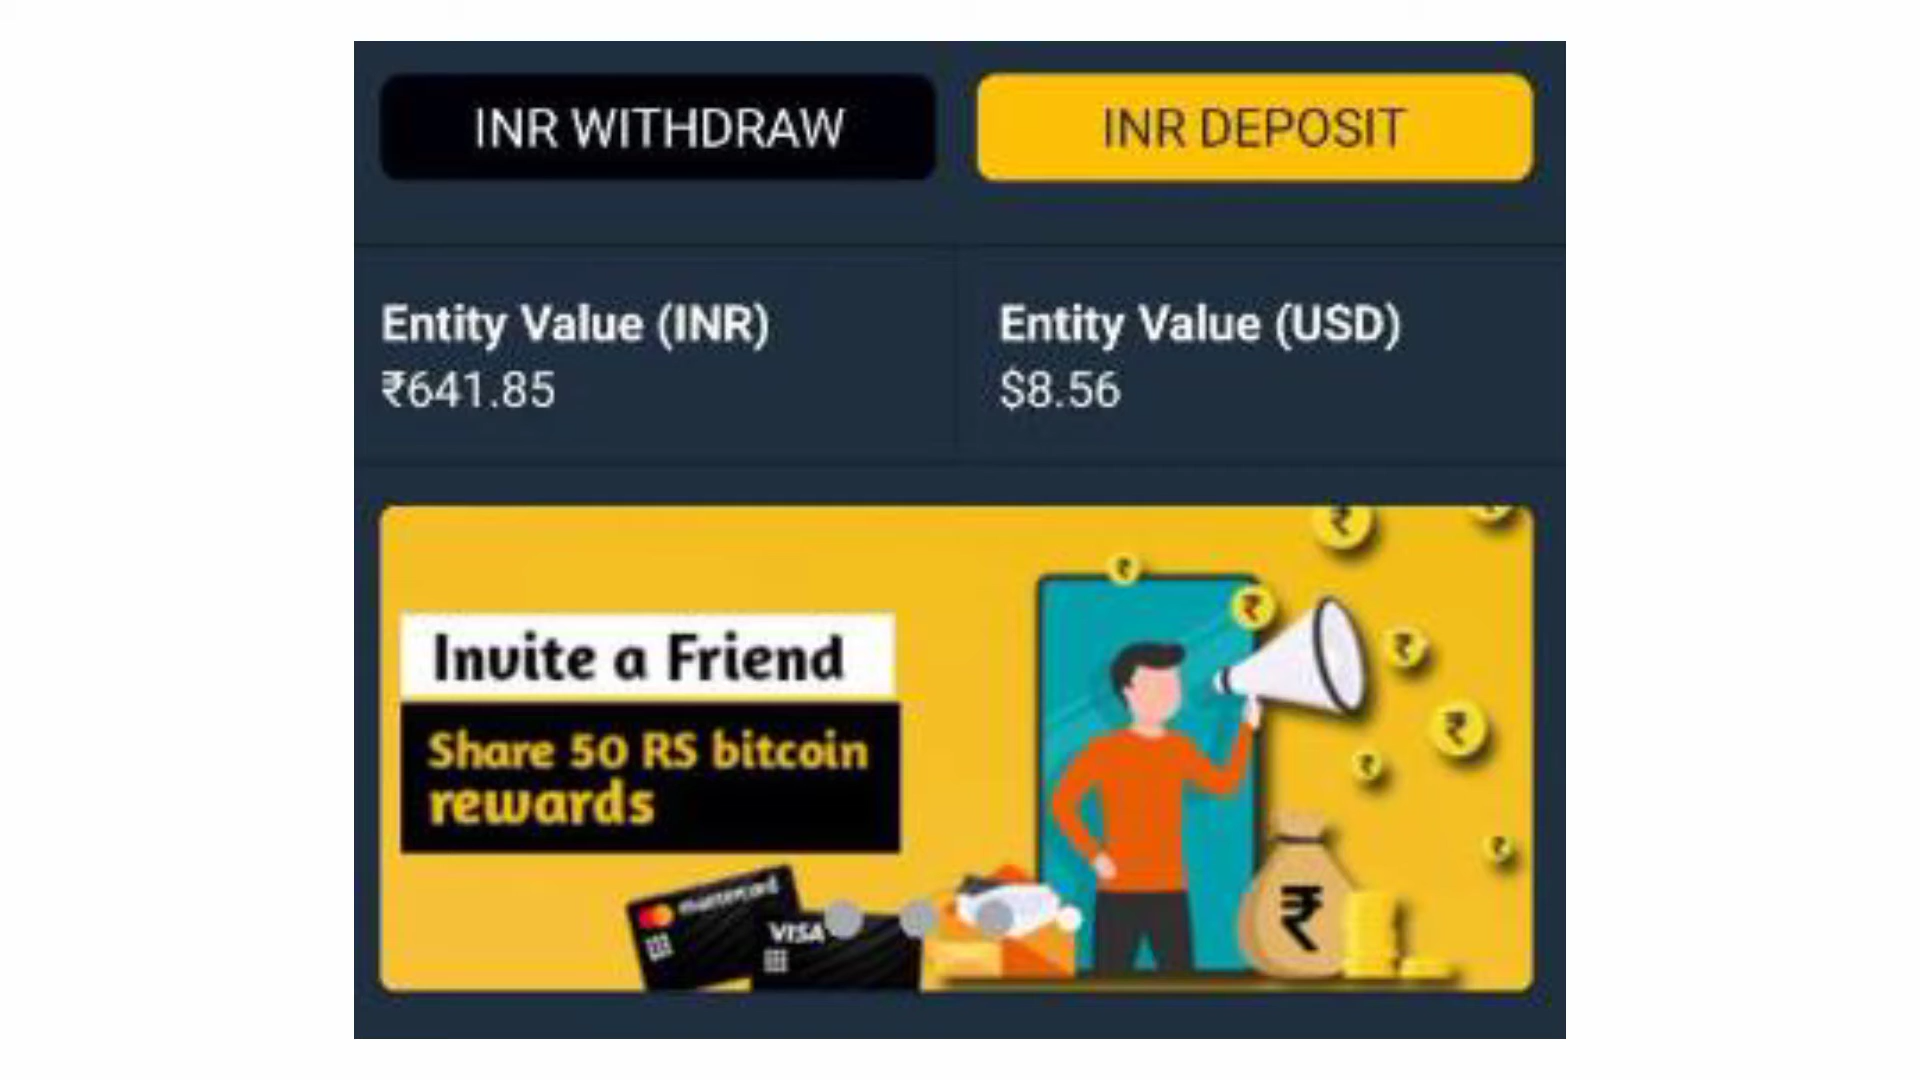 INR WITHDRAW
INR DEPOSIT
Entity Value (INR)
₹641.85
Entity Value (USD)
$8.56
Invite a Friend
Share 50 RS bitcoin
rewards
mastercard
VISA
₹